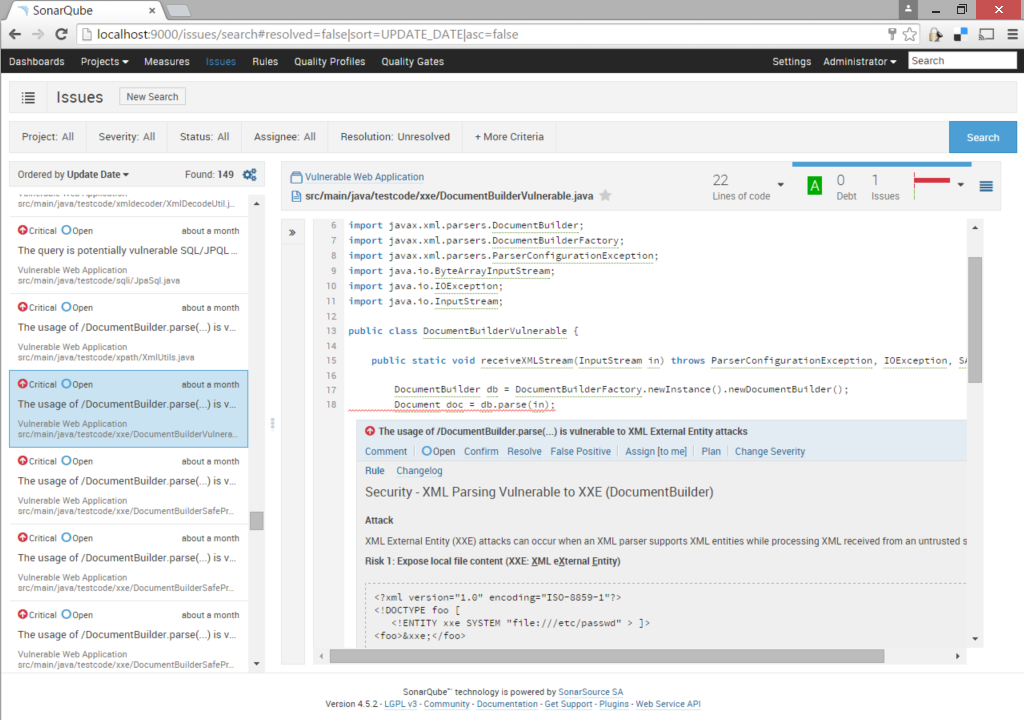 SonarQube
localhost:9000/issues/search#resolved=false|sort=UPDATE_DATE|asc=false
Dashboards Projects Measures Issues Rules Quality Profiles Quality Gates Settings Administrator Search
Issues New Search
Project: All Severity: All Status: All Assignee: All Resolution: Unresolved + More Criteria Search
Ordered by Update Date Found: 149
Vulnerable Web Application
src/main/java/testcode/xmldecoder/XmlDecodeUtil.j...
Critical Open about a month
The query is potentially vulnerable SQL/JPQL ...
Vulnerable Web Application
src/main/java/testcode/sqli/JpaSql.java
Critical Open about a month
The usage of /DocumentBuilder.parse(...) is v...
Vulnerable Web Application
src/main/java/testcode/xpath/XmlUtils.java
Critical Open about a month
The usage of /DocumentBuilder.parse(...) is v...
Vulnerable Web Application
src/main/java/testcode/xxe/DocumentBuilderVulnera...
Critical Open about a month
The usage of /DocumentBuilder.parse(...) is v...
Vulnerable Web Application
src/main/java/testcode/xxe/DocumentBuilderSafePr...
Critical Open about a month
The usage of /DocumentBuilder.parse(...) is v...
Vulnerable Web Application
src/main/java/testcode/xxe/DocumentBuilderSafePr...
Critical Open about a month
The usage of /DocumentBuilder.parse(...) is v...
Vulnerable Web Application
src/main/java/testcode/xxe/DocumentBuilderSafePr...
Vulnerable Web Application
src/main/java/testcode/xxe/DocumentBuilderVulnerable.java
22
Lines of code
A
0
Debt
1
Issues
6 import javax.xml.parsers.DocumentBuilder;
7 import javax.xml.parsers.DocumentBuilderFactory;
8 import javax.xml.parsers.ParserConfigurationException;
9 import java.io.ByteArrayInputStream;
10 import java.io.IOException;
11 import java.io.InputStream;
12
13 public class DocumentBuilderVulnerable {
14
15 public static void receiveXMLStream(InputStream in) throws ParserConfigurationException, IOException, SA
16
17 DocumentBuilder db = DocumentBuilderFactory.newInstance().newDocumentBuilder();
18 Document doc = db.parse(in);
The usage of /DocumentBuilder.parse(...) is vulnerable to XML External Entity attacks
Comment Open Confirm Resolve False Positive Assign [to me] Plan Change Severity
Rule Changelog
Security - XML Parsing Vulnerable to XXE (DocumentBuilder)
Attack
XML External Entity (XXE) attacks can occur when an XML parser supports XML entities while processing XML received from an untrusted s
Risk 1: Expose local file content (XXE: XML eXternal Entity)
<?xml version="1.0" encoding="ISO-8859-1"?>
<!DOCTYPE foo [
<!ENTITY xxe SYSTEM "file:///etc/passwd" > ]>
<foo>&xxe;</foo>
SonarQube™ technology is powered by SonarSource SA
Version 4.5.2 - LGPL v3 - Community - Documentation - Get Support - Plugins - Web Service API